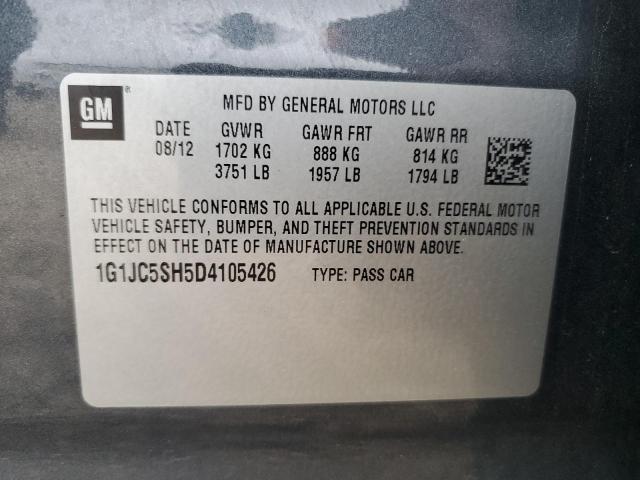 GM ®
MFD BY GENERAL MOTORS LLC
DATE GVWR GAWR FRT GAWR RR
08/12 1702 KG 888 KG 814 KG
3751 LB 1957 LB 1794 LB
THIS VEHICLE CONFORMS TO ALL APPLICABLE U.S. FEDERAL MOTOR
VEHICLE SAFETY, BUMPER, AND THEFT PREVENTION STANDARDS IN
EFFECT ON THE DATE OF MANUFACTURE SHOWN ABOVE.
1G1JC5SH5D4105426 TYPE: PASS CAR